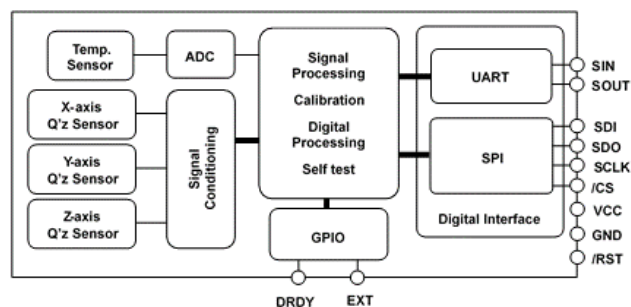 Temp.
Sensor
ADC
X-axis
Q'z Sensor
Y-axis
Q'z Sensor
Z-axis
Q'z Sensor
Signal
Conditioning
Signal
Processing
Calibration
Digital
Processing
Self test
GPIO
UART
SPI
Digital Interface
SIN
SOUT
SDI
SDO
SCLK
/CS
VCC
GND
/RST
DRDY
EXT